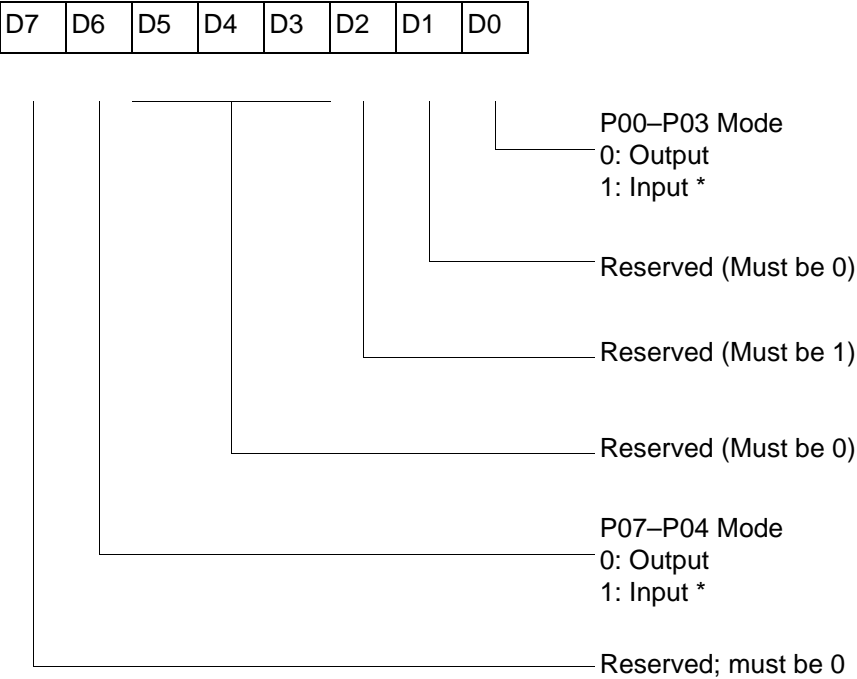 D7 D6 D5 D4 D3 D2 D1 D0
P00–P03 Mode
0: Output
1: Input *
Reserved (Must be 0)
Reserved (Must be 1)
Reserved (Must be 0)
P07–P04 Mode
0: Output
1: Input *
Reserved; must be 0